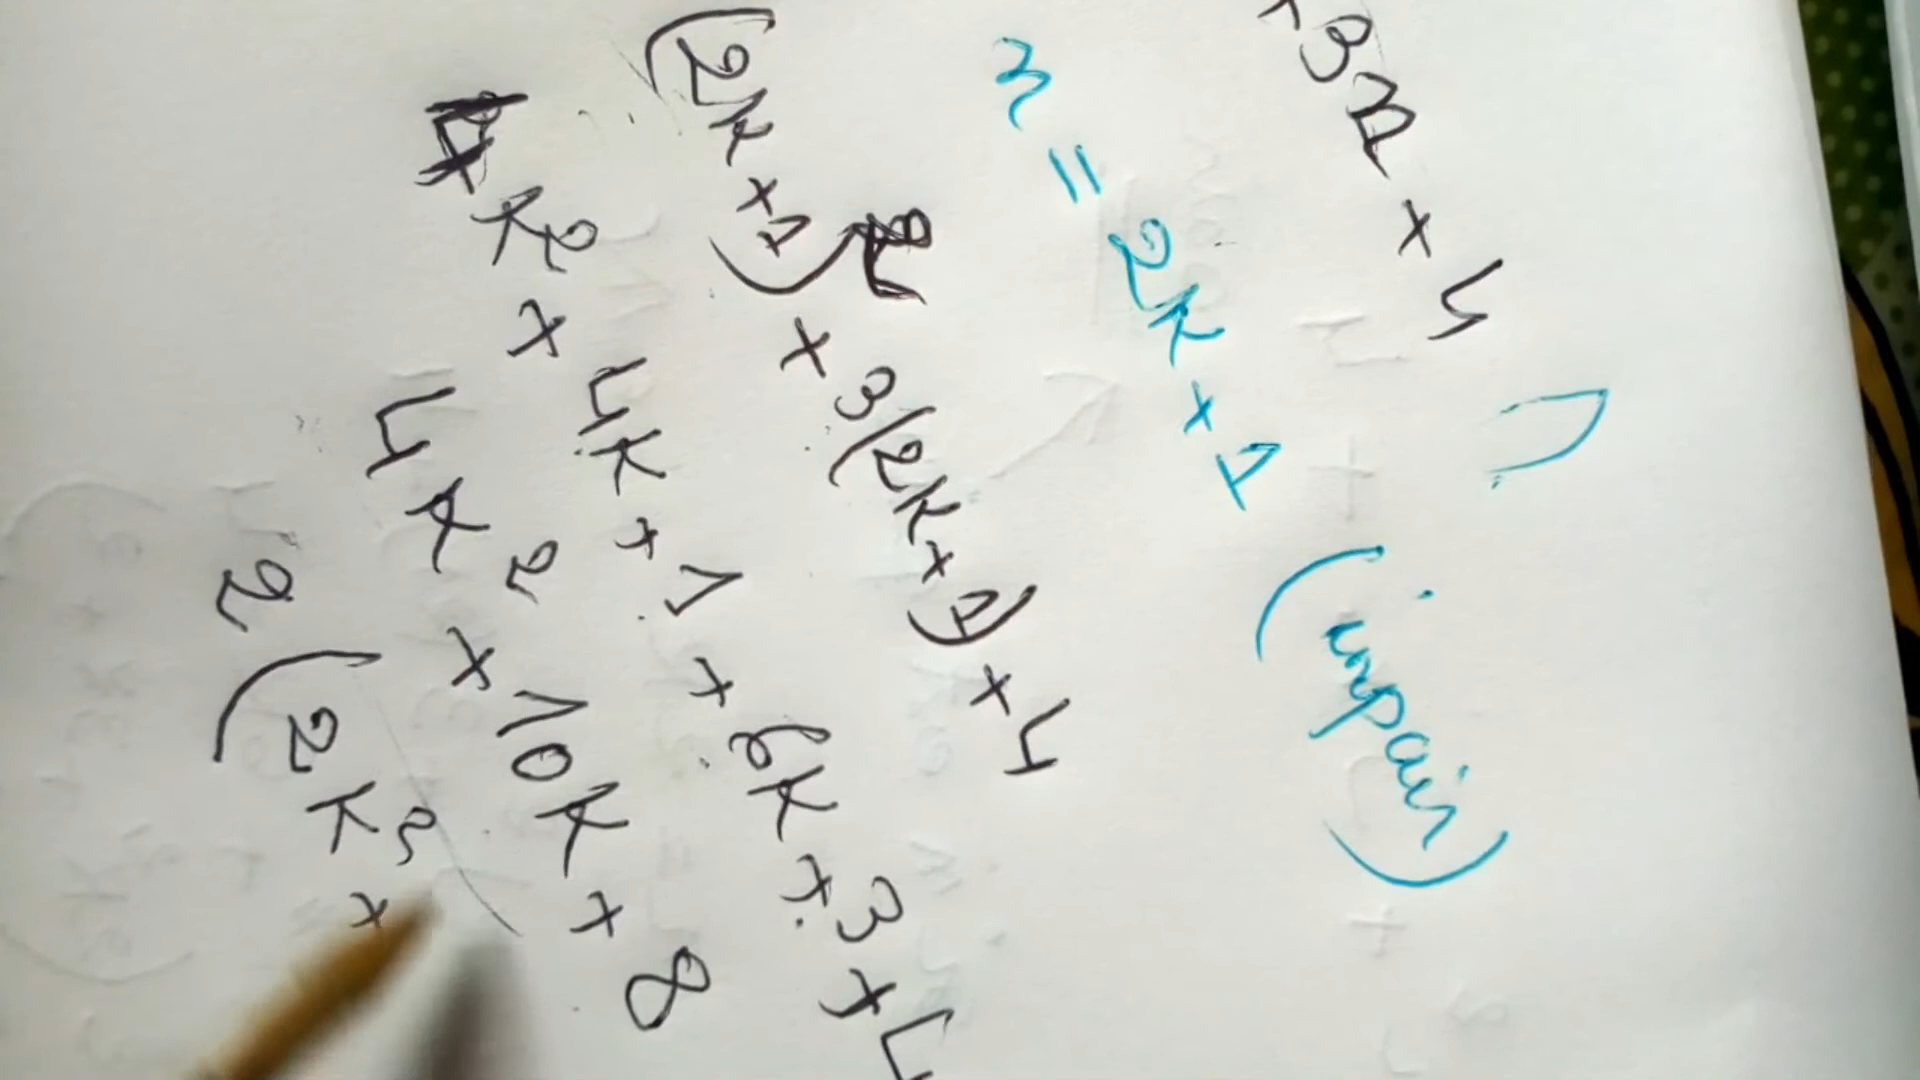 +3n + 4
n = 2k + 1 (impair)
(2k+1)² + 3(2k+1) + 4
4k² + 4k + 1 + 6k + 3 + 4
4k² + 10k + 8
2(2k² +